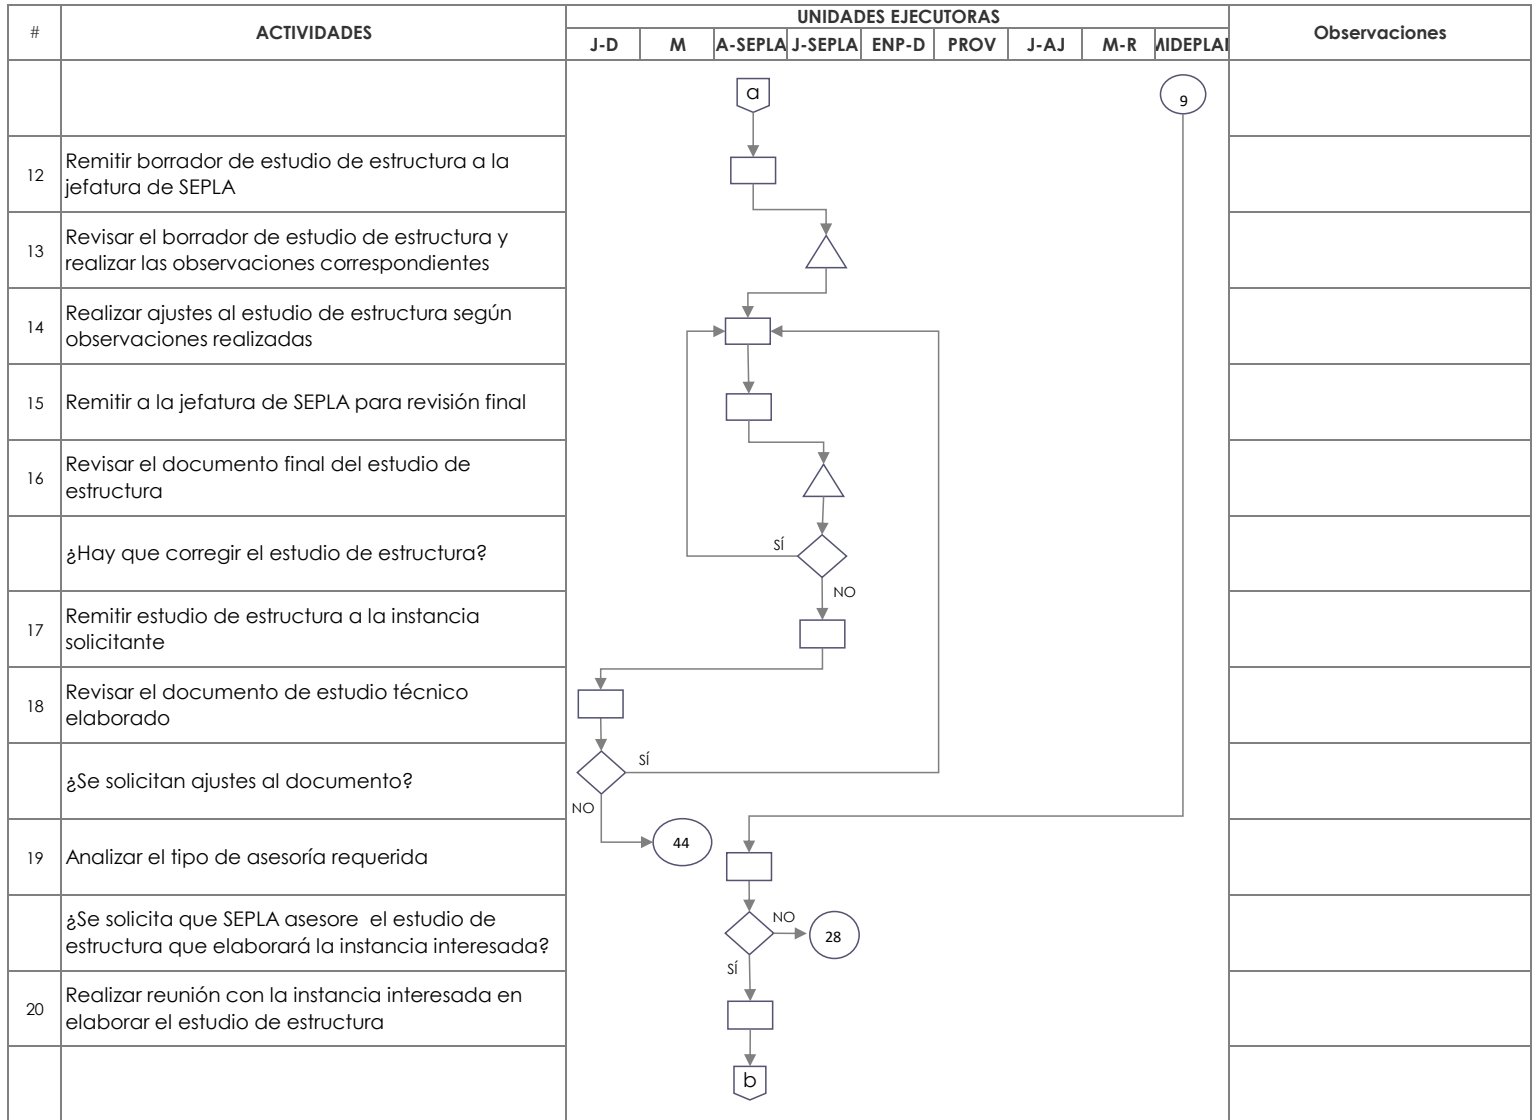 # ACTIVIDADES UNIDADES EJECUTORAS Observaciones
J-D M A-SEPLA J-SEPLA ENP-D PROV J-AJ M-R MIDEPLAN
a 9
12 Remitir borrador de estudio de estructura a la
jefatura de SEPLA
13 Revisar el borrador de estudio de estructura y
realizar las observaciones correspondientes
14 Realizar ajustes al estudio de estructura según
observaciones realizadas
15 Remitir a la jefatura de SEPLA para revisión final
16 Revisar el documento final del estudio de
estructura
¿Hay que corregir el estudio de estructura?
SÍ
NO
17 Remitir estudio de estructura a la instancia
solicitante
18 Revisar el documento de estudio técnico
elaborado
¿Se solicitan ajustes al documento?
SÍ
NO
19 Analizar el tipo de asesoría requerida
44
¿Se solicita que SEPLA asesore  el estudio de
estructura que elaborará la instancia interesada?
NO
28
SÍ
20 Realizar reunión con la instancia interesada en
elaborar el estudio de estructura
b